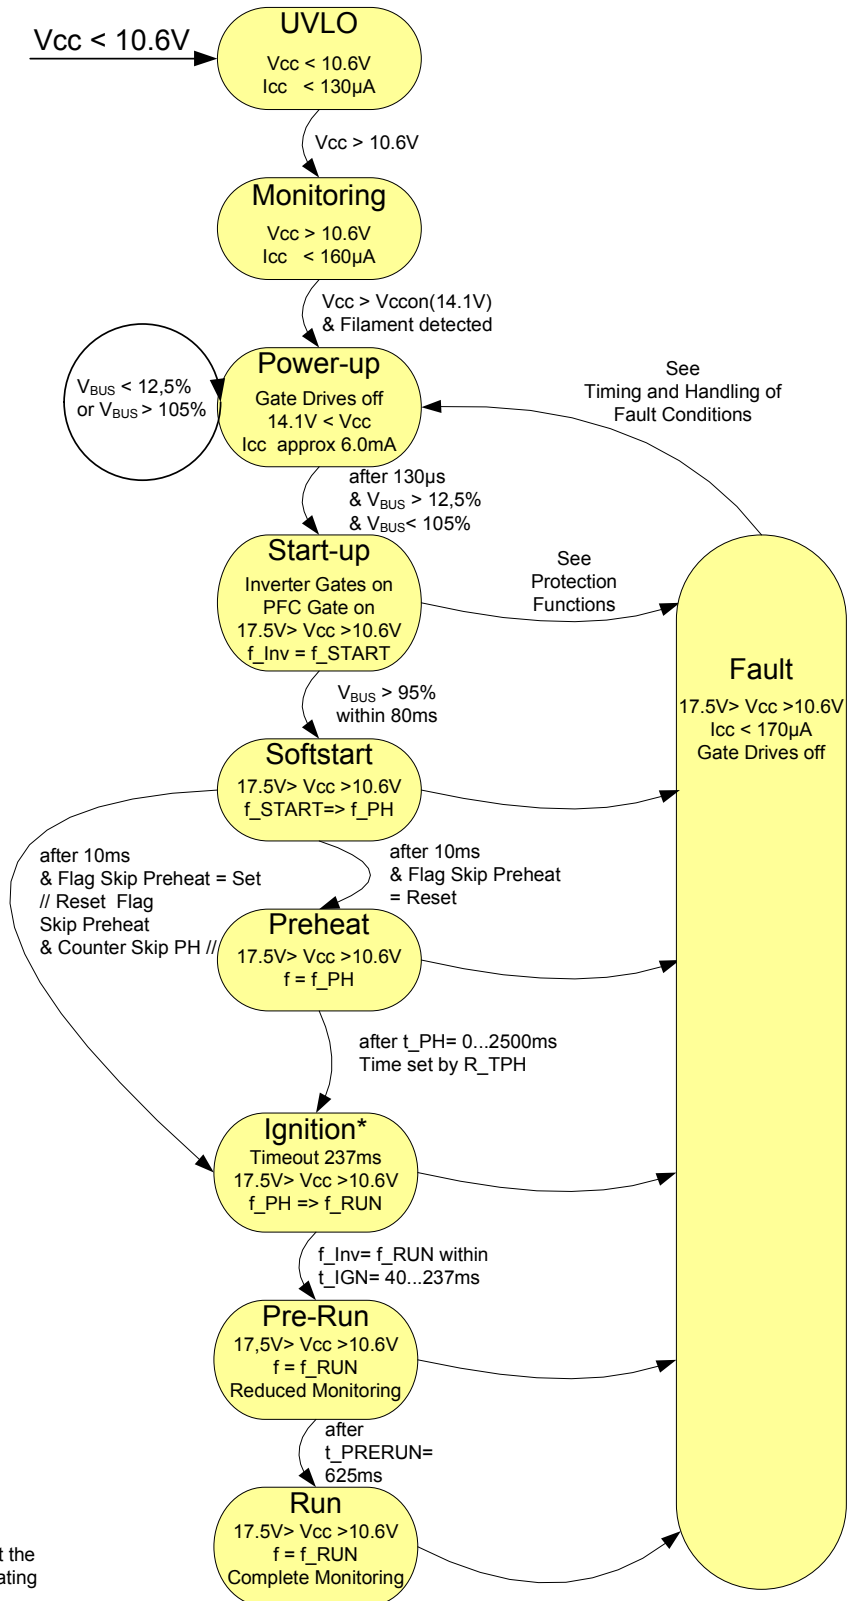 Vcc < 10.6V
UVLO
Vcc < 10.6V
Icc < 130µA
Vcc > 10.6V
Monitoring
Vcc > 10.6V
Icc < 160µA
Vcc > Vccon(14.1V)
& Filament detected
Power-up
Gate Drives off
14.1V < Vcc
Icc approx 6.0mA
VBUS < 12,5%
or VBUS > 105%
See
Timing and Handling of
Fault Conditions
after 130µs
& VBUS > 12,5%
& VBUS< 105%
Start-up
Inverter Gates on
PFC Gate on
17.5V> Vcc >10.6V
f_Inv = f_START
See
Protection
Functions
Fault
17.5V> Vcc >10.6V
Icc < 170µA
Gate Drives off
VBUS > 95%
within 80ms
Softstart
17.5V> Vcc >10.6V
f_START=> f_PH
after 10ms
& Flag Skip Preheat = Set
// Reset Flag
Skip Preheat
& Counter Skip PH //
after 10ms
& Flag Skip Preheat
= Reset
Preheat
17.5V> Vcc >10.6V
f = f_PH
after t_PH= 0...2500ms
Time set by R_TPH
Ignition*
Timeout 237ms
17.5V> Vcc >10.6V
f_PH => f_RUN
f_Inv= f_RUN within
t_IGN= 40...237ms
Pre-Run
17,5V> Vcc >10.6V
f = f_RUN
Reduced Monitoring
after
t_PRERUN=
625ms
Run
17.5V> Vcc >10.6V
f = f_RUN
Complete Monitoring
the